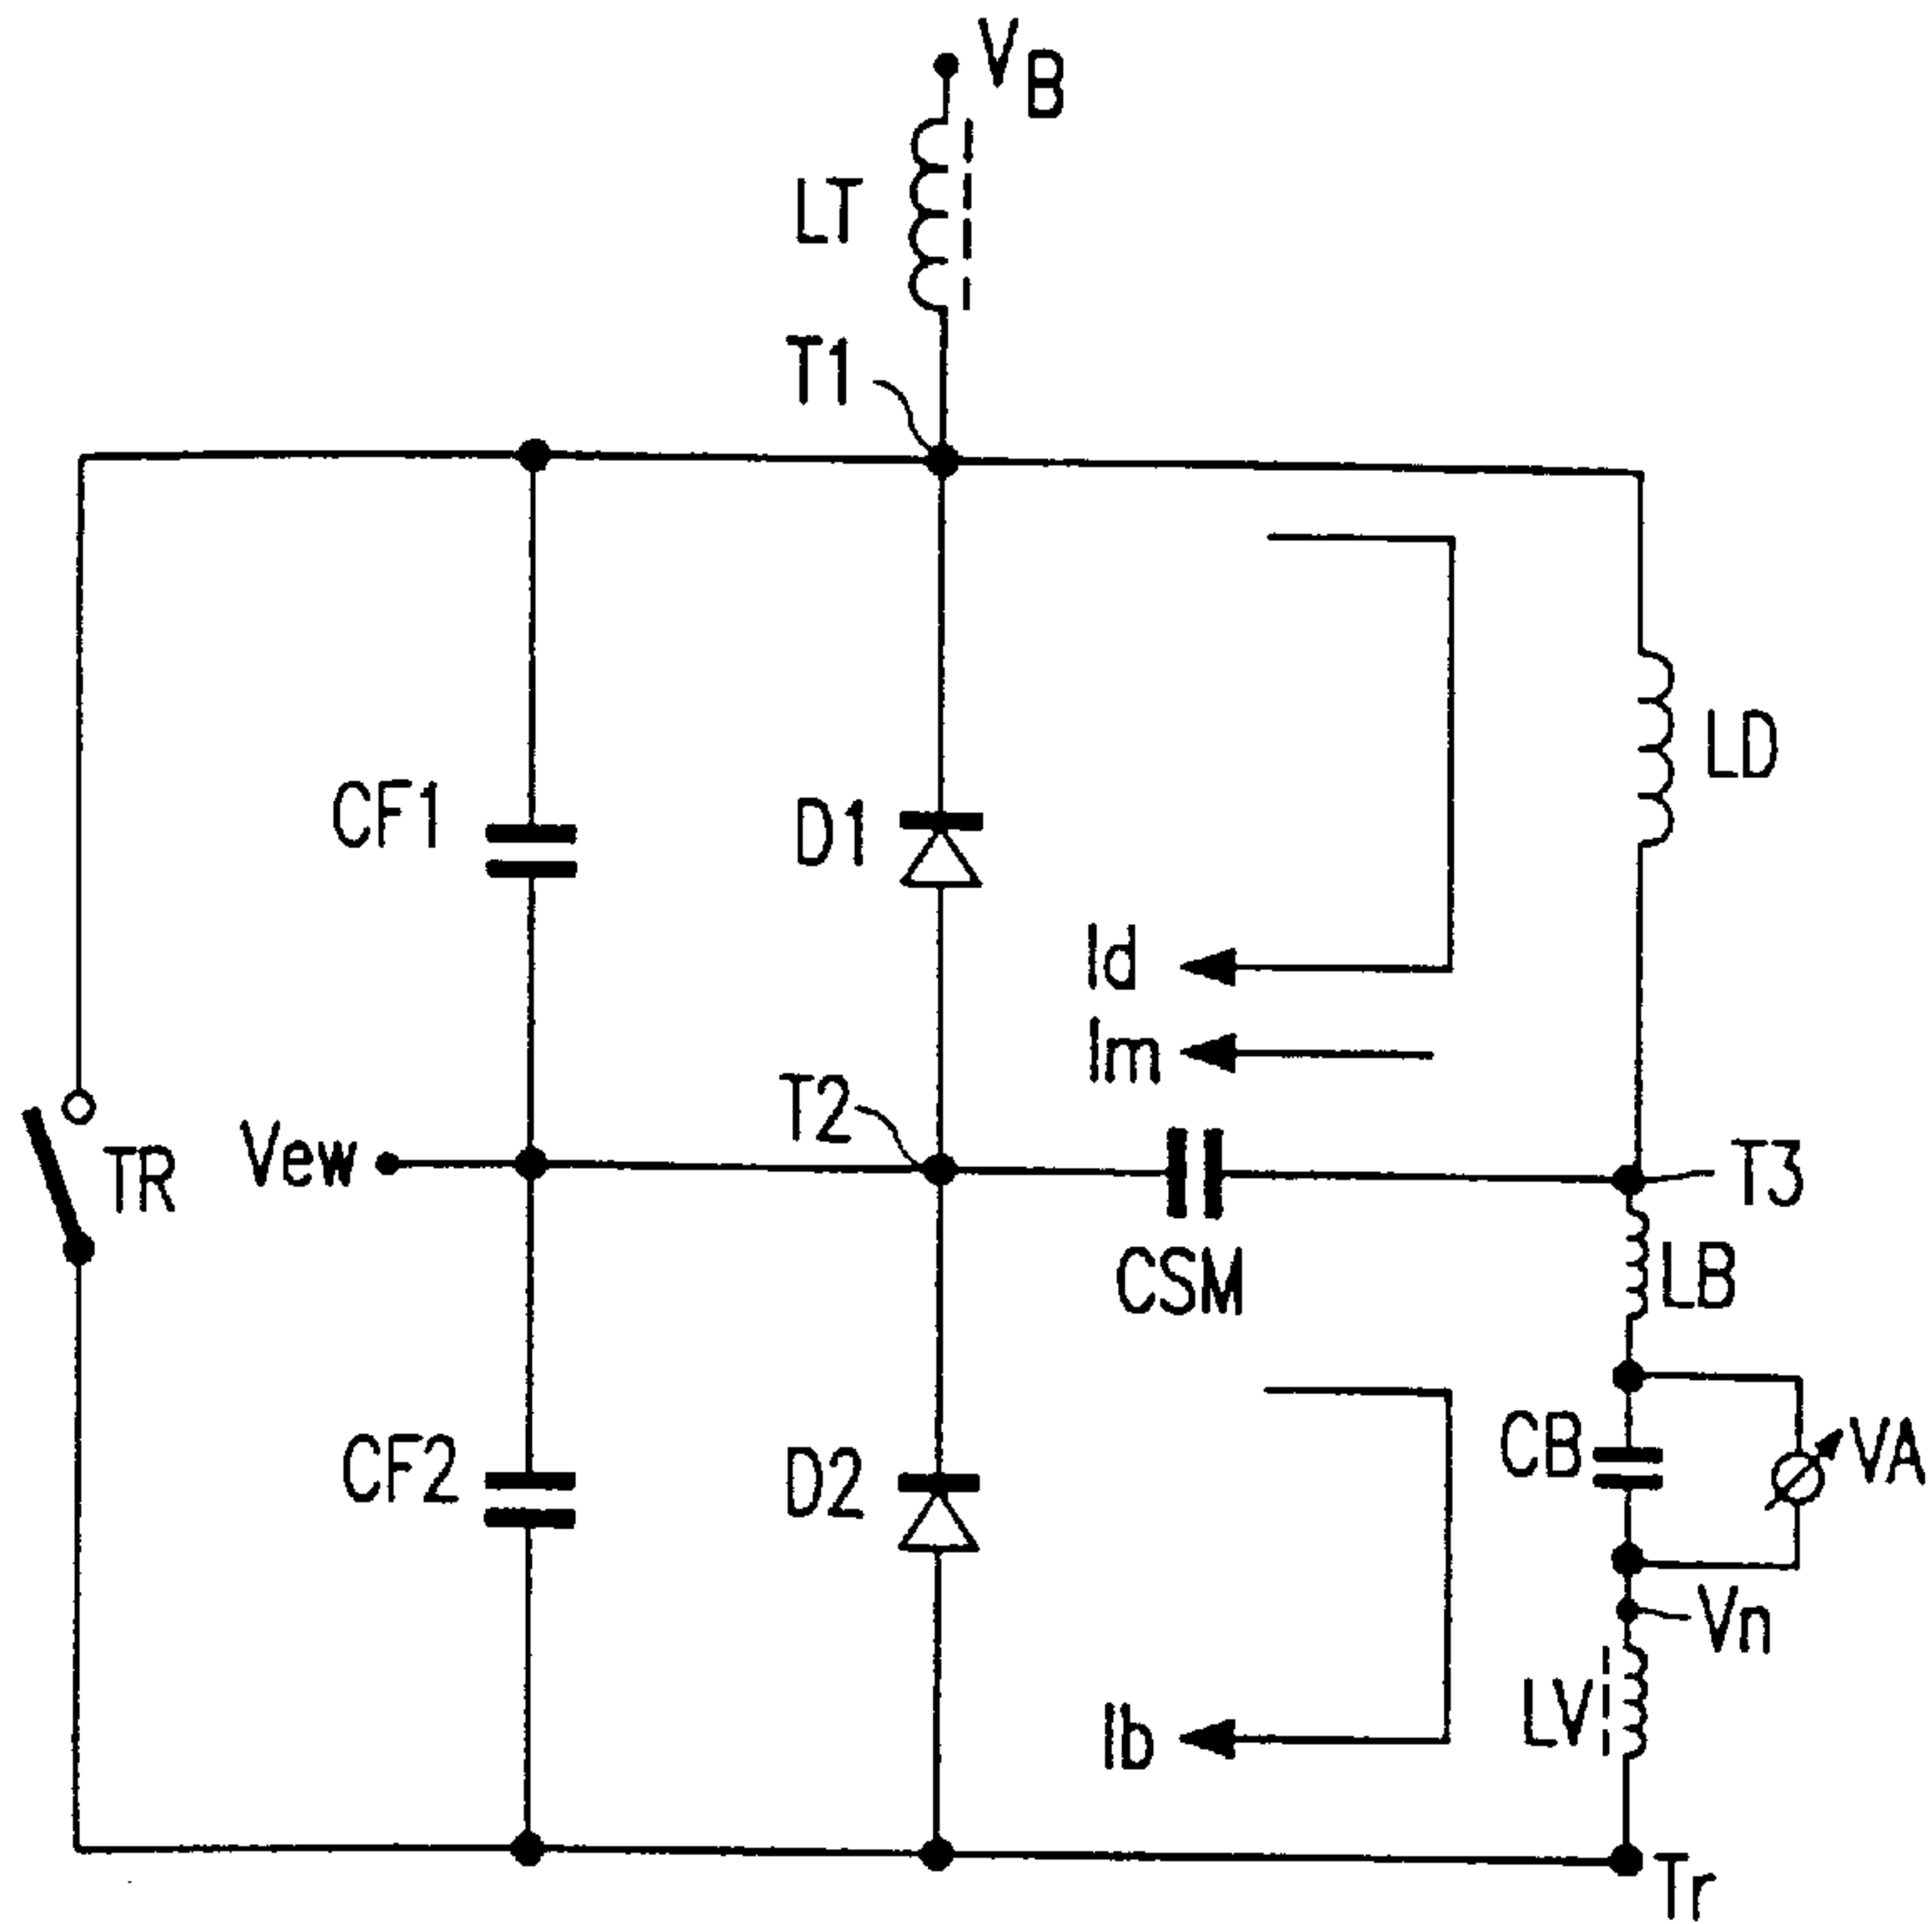 VB
LT
T1
LD
CF1
D1
Id
Im
T2
Vew
TR
T3
CSM
LB
CF2
D2
CB
VA
Vn
LV
Ib
Tr